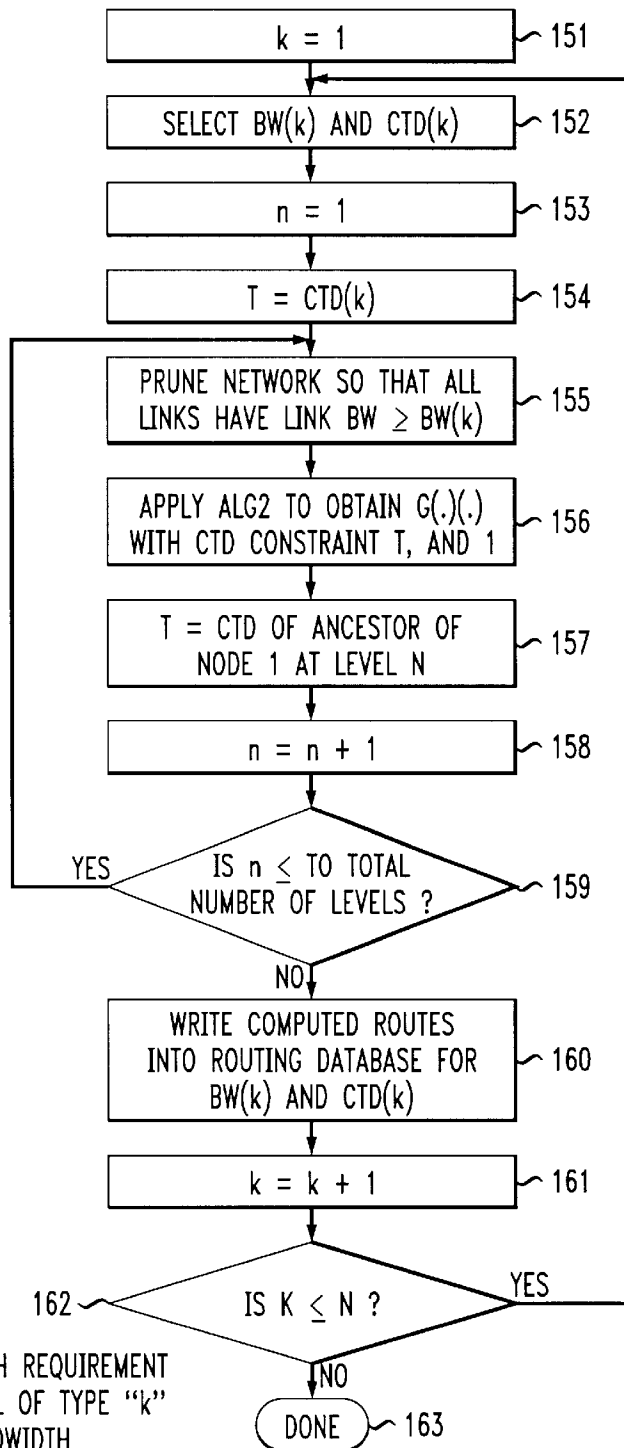 k = 1
151
SELECT BW(k) AND CTD(k)
152
n = 1
153
T = CTD(k)
154
PRUNE NETWORK SO THAT ALL
LINKS HAVE LINK BW ≥ BW(k)
155
APPLY ALG2 TO OBTAIN G(.)(.)
WITH CTD CONSTRAINT T, AND 1
156
T = CTD OF ANCESTOR OF
NODE 1 AT LEVEL N
157
n = n + 1
158
YES
IS n ≤ TO TOTAL
NUMBER OF LEVELS ?
159
NO
WRITE COMPUTED ROUTES
INTO ROUTING DATABASE FOR
BW(k) AND CTD(k)
160
k = k + 1
161
162
IS K ≤ N ?
YES
H REQUIREMENT
OF TYPE “k”
NO
DONE
163